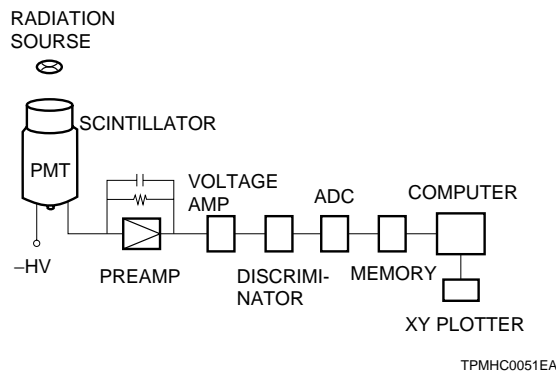 RADIATION
SOURSE
SCINTILLATOR
PMT
–HV
PREAMP
VOLTAGE
AMP
DISCRIMI-
NATOR
ADC
MEMORY
COMPUTER
XY PLOTTER
TPMHC0051EA